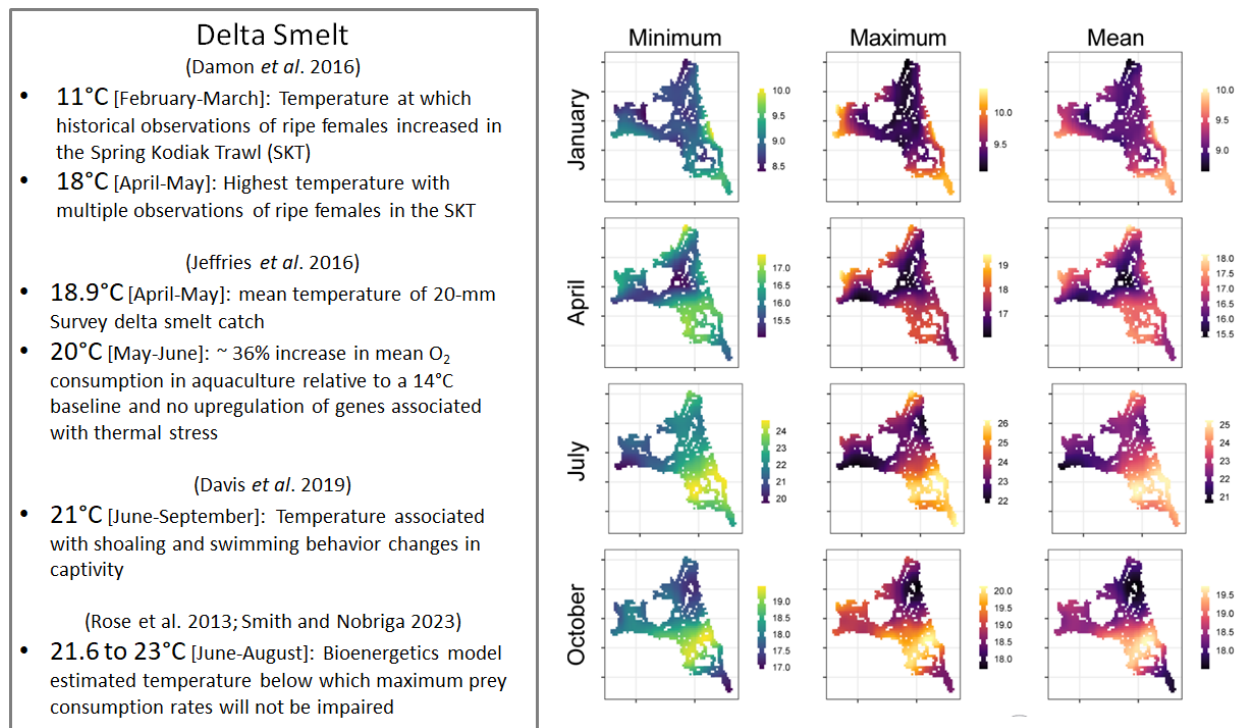 Delta Smelt
(Damon et al. 2016)
• 11°C [February-March]: Temperature at which
historical observations of ripe females increased in
the Spring Kodiak Trawl (SKT)
• 18°C [April-May]: Highest temperature with
multiple observations of ripe females in the SKT
(Jeffries et al. 2016)
• 18.9°C [April-May]: mean temperature of 20-mm
Survey delta smelt catch
• 20°C [May-June]: ~ 36% increase in mean O₂
consumption in aquaculture relative to a 14°C
baseline and no upregulation of genes associated
with thermal stress
(Davis et al. 2019)
• 21°C [June-September]: Temperature associated
with shoaling and swimming behavior changes in
captivity
(Rose et al. 2013; Smith and Nobriga 2023)
• 21.6 to 23°C [June-August]: Bioenergetics model
estimated temperature below which maximum prey
consumption rates will not be impaired
Minimum Maximum Mean
January
10.0
9.5
9.0
8.5
10.0
9.5
10.0
9.5
9.0
April
17.0
16.5
16.0
15.5
19
18
17
18.0
17.5
17.0
16.5
16.0
15.5
July
24
23
22
21
20
26
25
24
23
22
25
24
23
22
21
October
19.0
18.5
18.0
17.5
17.0
20.0
19.5
19.0
18.5
18.0
19.5
19.0
18.5
18.0